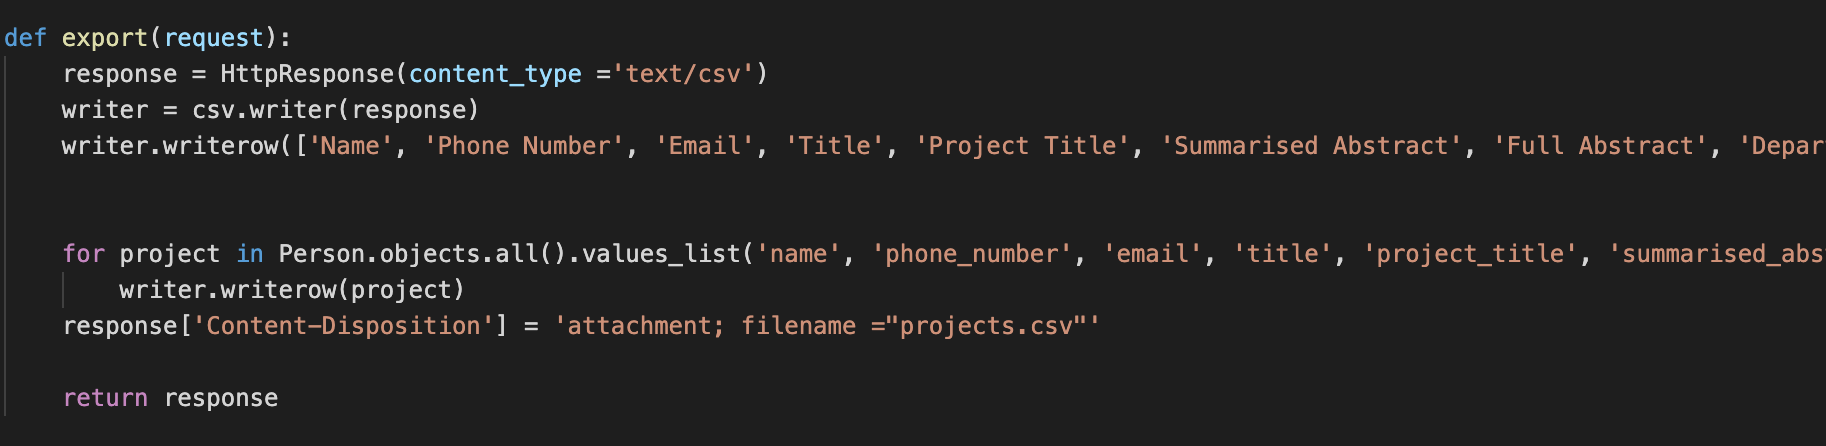 def export(request):
response = HttpResponse(content_type ='text/csv')
writer = csv.writer(response)
writer.writerow(['Name', 'Phone Number', 'Email', 'Title', 'Project Title', 'Summarised Abstract', 'Full Abstract', 'Depar
for project in Person.objects.all().values_list('name', 'phone_number', 'email', 'title', 'project_title', 'summarised_abs
writer.writerow(project)
response['Content-Disposition'] = 'attachment; filename ="projects.csv"'
return response